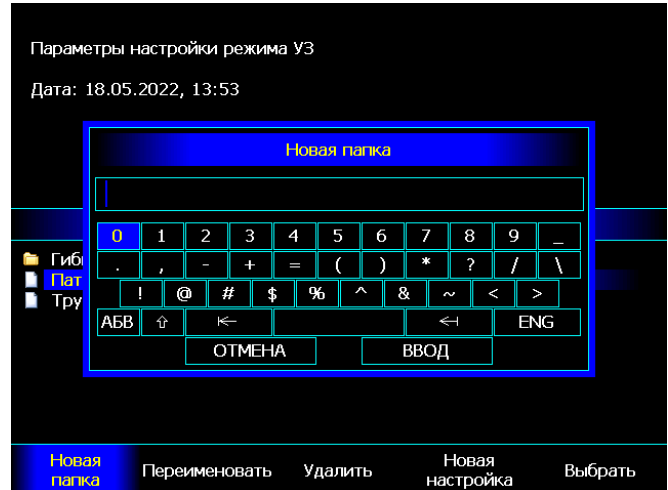 Параметры настройки режима УЗ
Дата: 18.05.2022, 13:53
Новая папка
0 1 2 3 4 5 6 7 8 9 _
. , - + = ( ) * ? / \
! @ # $ % ^ & ~ < >
АБВ ⇧ ⇤ ↤ ENG
ОТМЕНА ВВОД
Гиб
Пат
Тру
Новая папка Переименовать Удалить Новая настройка Выбрать